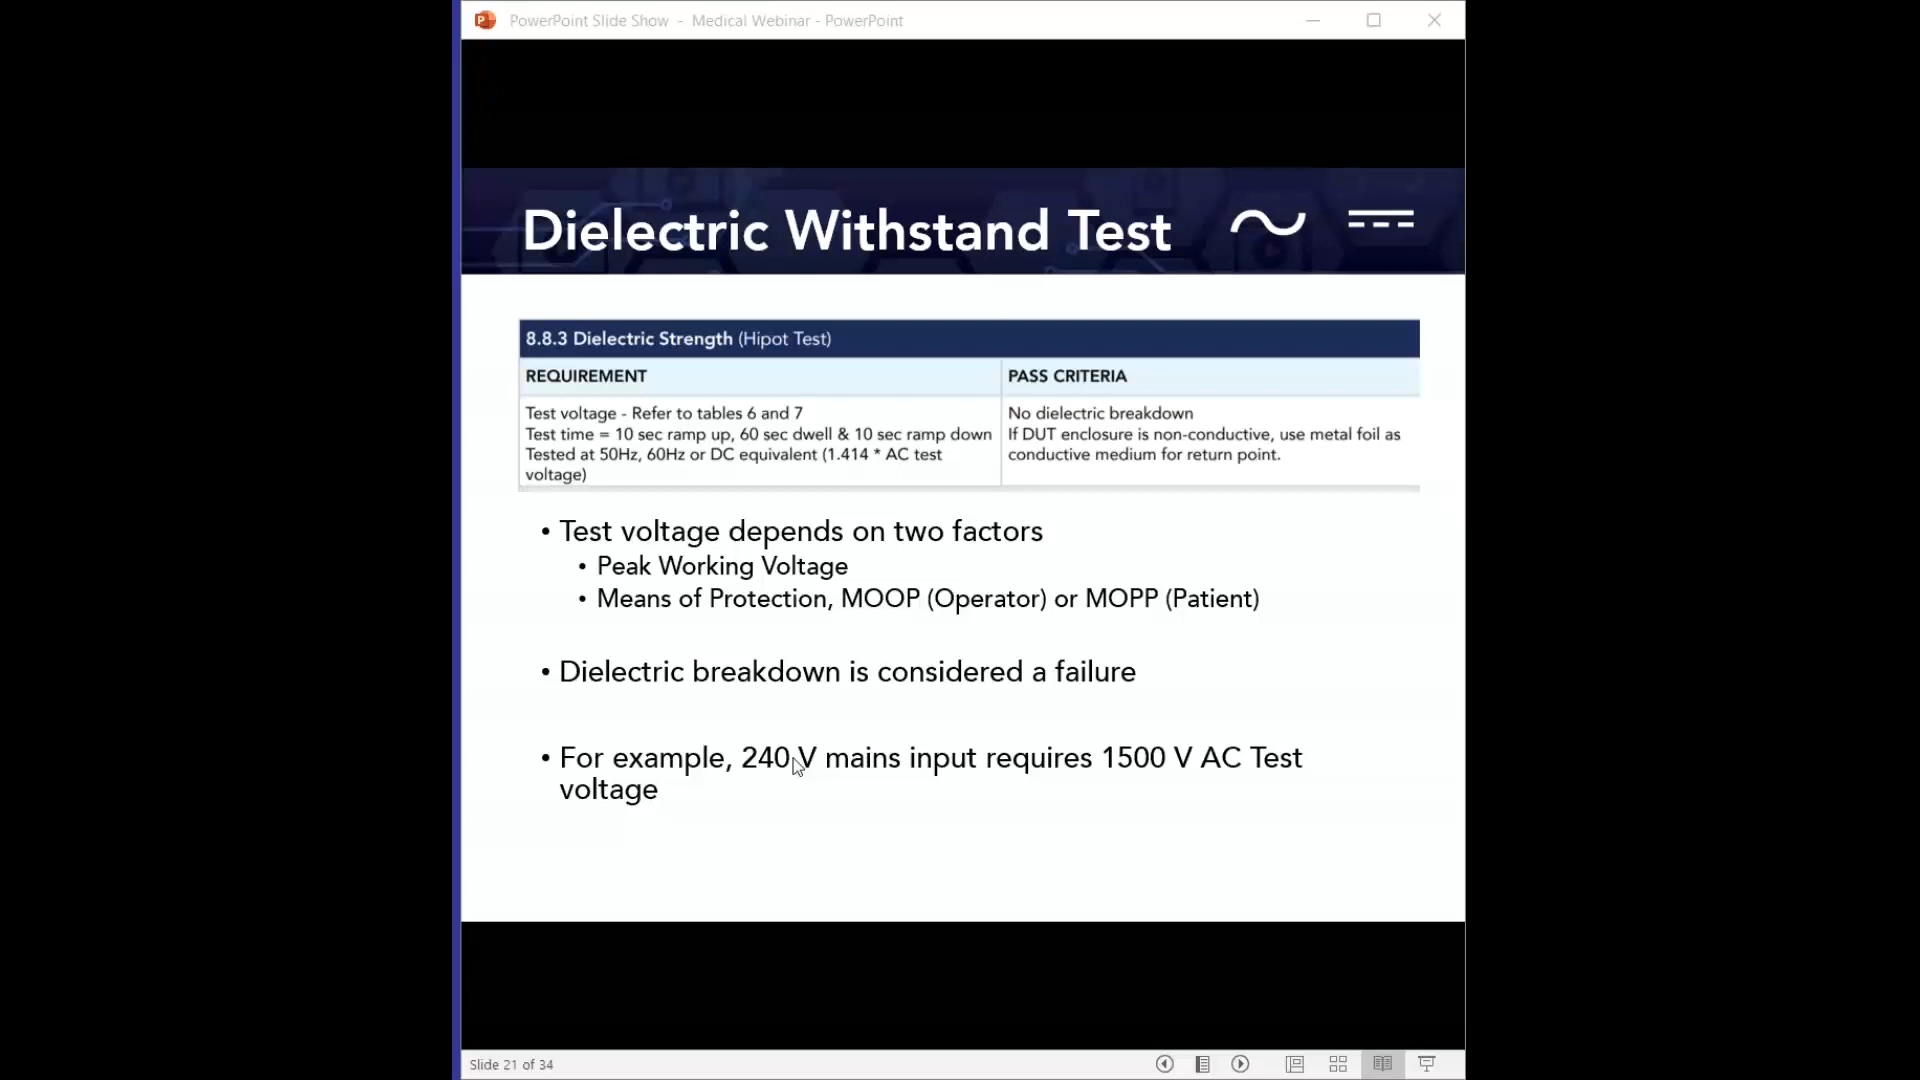 PowerPoint Slide Show - Medical Webinar - PowerPoint
Dielectric Withstand Test
8.8.3 Dielectric Strength (Hipot Test)
REQUIREMENT
PASS CRITERIA
Test voltage - Refer to tables 6 and 7
Test time = 10 sec ramp up, 60 sec dwell & 10 sec ramp down
Tested at 50Hz, 60Hz or DC equivalent (1.414 * AC test
voltage)
No dielectric breakdown
If DUT enclosure is non-conductive, use metal foil as
conductive medium for return point.
• Test voltage depends on two factors
• Peak Working Voltage
• Means of Protection, MOOP (Operator) or MOPP (Patient)
• Dielectric breakdown is considered a failure
• For example, 240 V mains input requires 1500 V AC Test
voltage
Slide 21 of 34